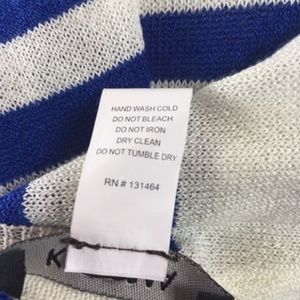 HAND WASH COLD
DO NOT BLEACH
DO NOT IRON
DRY CLEAN
DO NOT TUMBLE DRY
RN # 131464